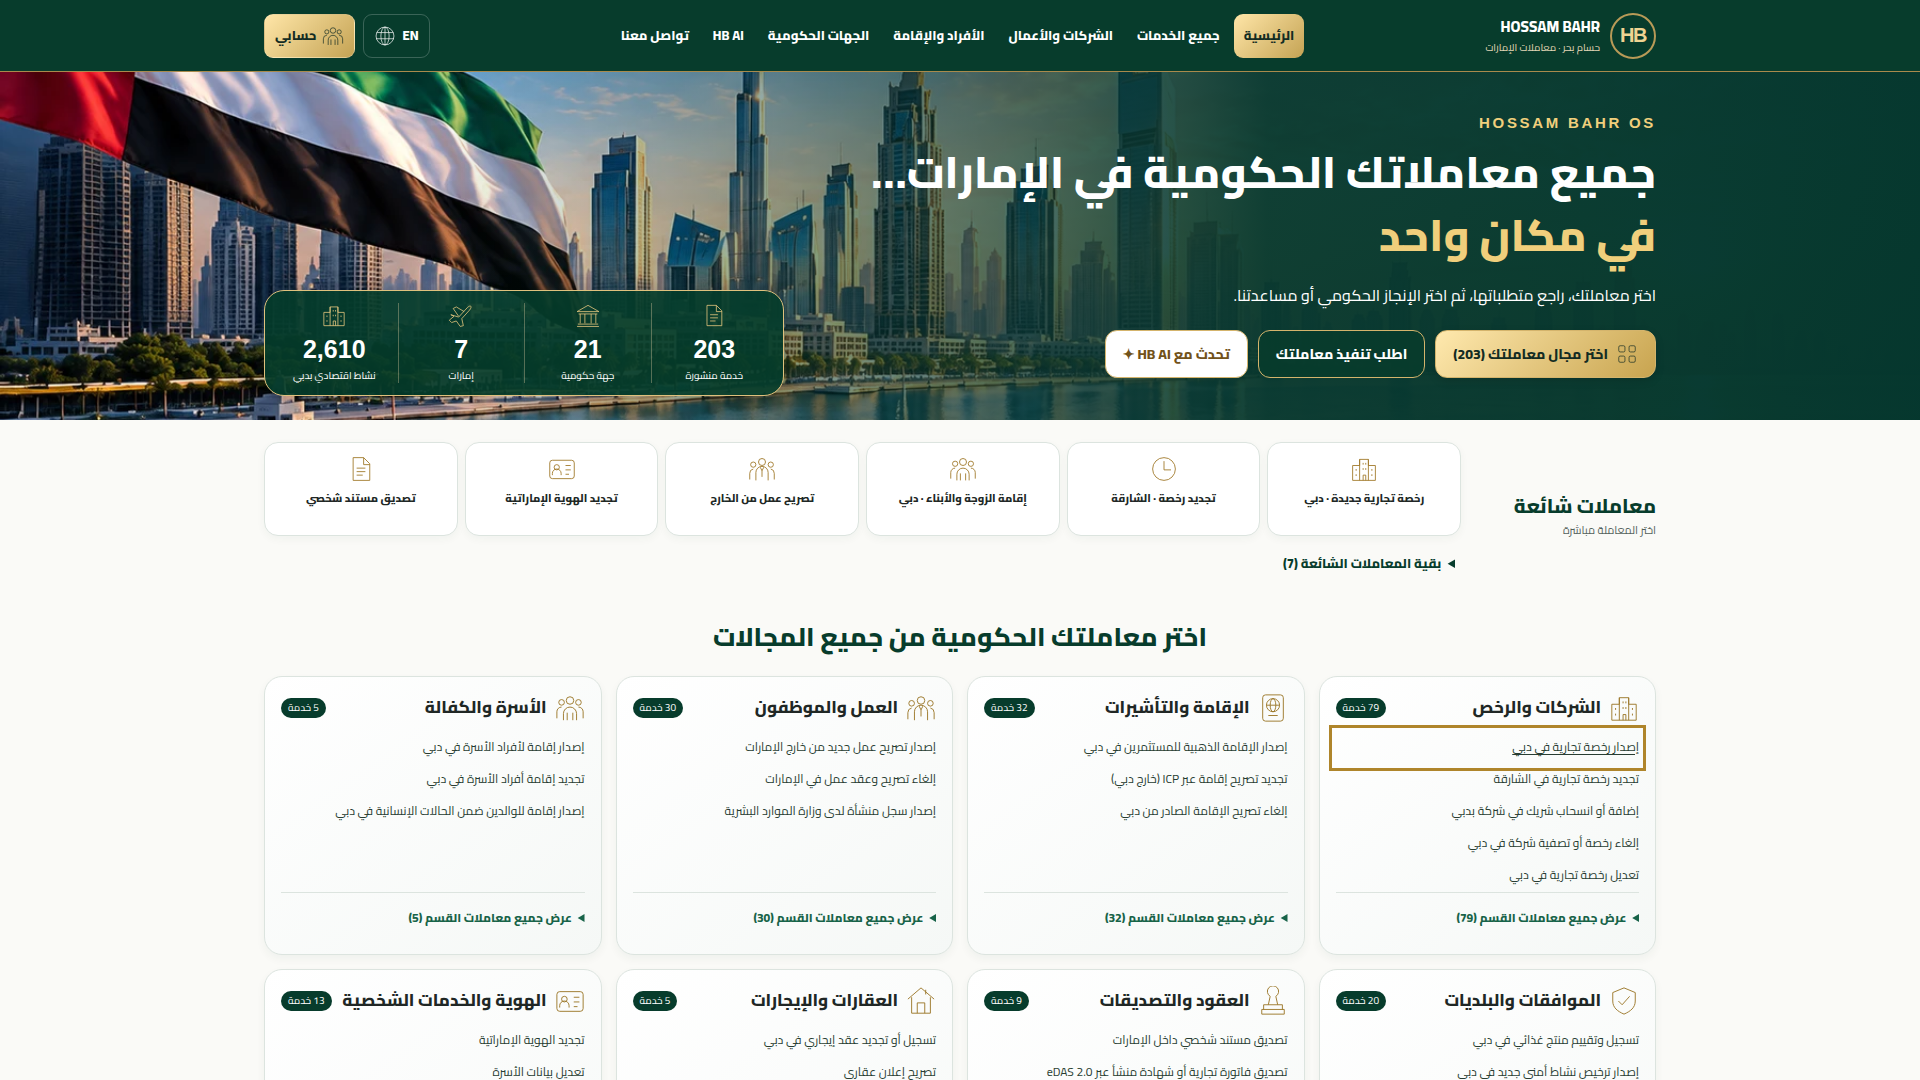 HB
HOSSAM BAHR
حسام بحر · معاملات الإمارات
الرئيسية
جميع الخدمات
الشركات والأعمال
الأفراد والإقامة
الجهات الحكومية
HB AI
تواصل معنا
EN
حسابي
HOSSAM BAHR OS
جميع معاملاتك الحكومية في الإمارات...
في مكان واحد
اختر معاملتك، راجع متطلباتها، ثم اختر الإنجاز الحكومي أو مساعدتنا.
اختر مجال معاملتك (203)
اطلب تنفيذ معاملتك
تحدث مع HB AI ✦
203
خدمة منشورة
21
جهة حكومية
7
إمارات
2,610
نشاط اقتصادي بدبي
معاملات شائعة
اختر المعاملة مباشرة
رخصة تجارية جديدة · دبي
تجديد رخصة · الشارقة
إقامة الزوجة والأبناء · دبي
تصريح عمل من الخارج
تجديد الهوية الإماراتية
تصديق مستند شخصي
◀ بقية المعاملات الشائعة (7)
اختر معاملتك الحكومية من جميع المجالات
الشركات والرخص
79 خدمة
إصدار رخصة تجارية في دبي
تجديد رخصة تجارية في الشارقة
إضافة أو انسحاب شريك في شركة بدبي
إلغاء رخصة أو تصفية شركة في دبي
تعديل رخصة تجارية في دبي
◀ عرض جميع معاملات القسم (79)
الإقامة والتأشيرات
32 خدمة
إصدار الإقامة الذهبية للمستثمرين في دبي
تجديد تصريح إقامة عبر ICP (خارج دبي)
إلغاء تصريح الإقامة الصادر من دبي
◀ عرض جميع معاملات القسم (32)
العمل والموظفون
30 خدمة
إصدار تصريح عمل جديد من خارج الإمارات
إلغاء تصريح وعقد عمل في الإمارات
إصدار سجل منشأة لدى وزارة الموارد البشرية
◀ عرض جميع معاملات القسم (30)
الأسرة والكفالة
5 خدمة
إصدار إقامة لأفراد الأسرة في دبي
تجديد إقامة أفراد الأسرة في دبي
إصدار إقامة للوالدين ضمن الحالات الإنسانية في دبي
◀ عرض جميع معاملات القسم (5)
الموافقات والبلديات
20 خدمة
تسجيل وتقييم منتج غذائي في دبي
إصدار ترخيص نشاط أمني جديد في دبي
العقود والتصديقات
9 خدمة
تصديق مستند شخصي داخل الإمارات
تصديق فاتورة تجارية أو شهادة منشأ عبر eDAS 2.0
العقارات والإيجارات
5 خدمة
تسجيل أو تجديد عقد إيجاري في دبي
تصريح إعلان عقاري
الهوية والخدمات الشخصية
13 خدمة
تجديد الهوية الإماراتية
تعديل بيانات الأسرة